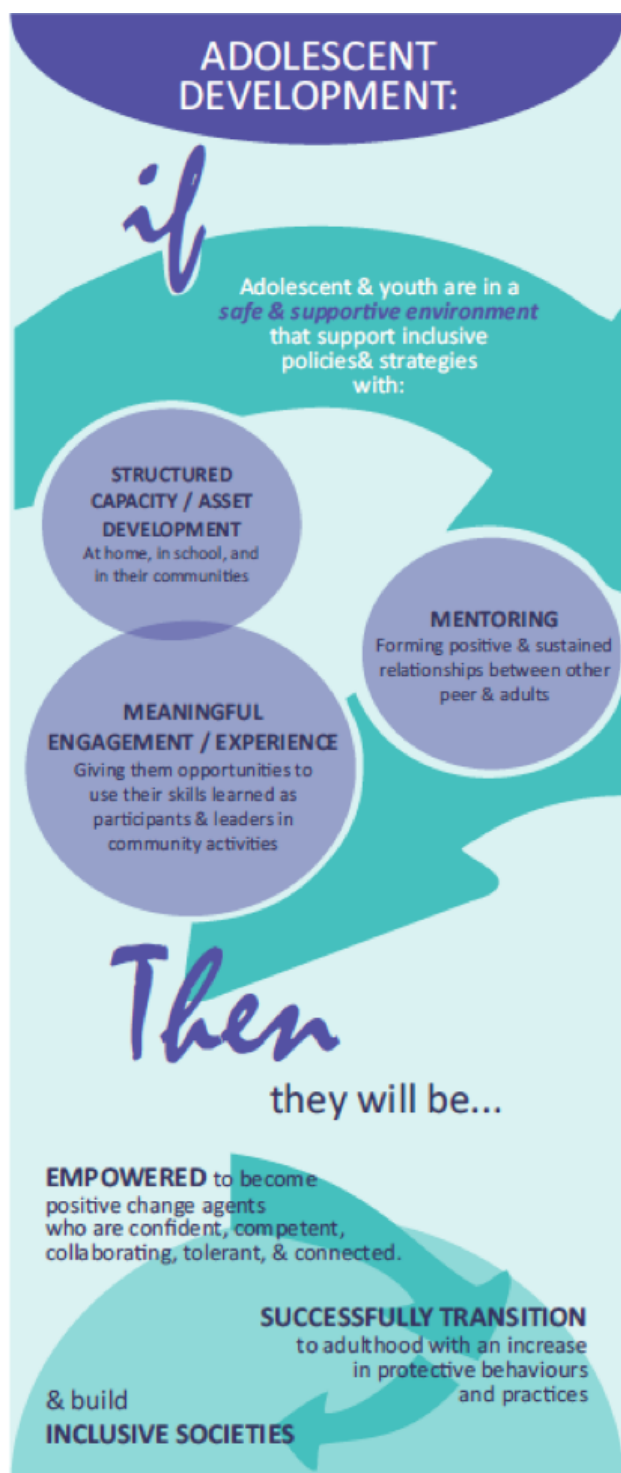 ADOLESCENT
DEVELOPMENT:
if
Adolescent & youth are in a
safe & supportive environment
that support inclusive
policies& strategies
with:
STRUCTURED
CAPACITY / ASSET
DEVELOPMENT
At home, in school, and
in their communities
MENTORING
Forming positive & sustained
relationships between other
peer & adults
MEANINGFUL
ENGAGEMENT / EXPERIENCE
Giving them opportunities to
use their skills learned as
participants & leaders in
community activities
Then
they will be...
EMPOWERED to become
positive change agents
who are confident, competent,
collaborating, tolerant, & connected.
SUCCESSFULLY TRANSITION
to adulthood with an increase
in protective behaviours
and practices
& build
INCLUSIVE SOCIETIES